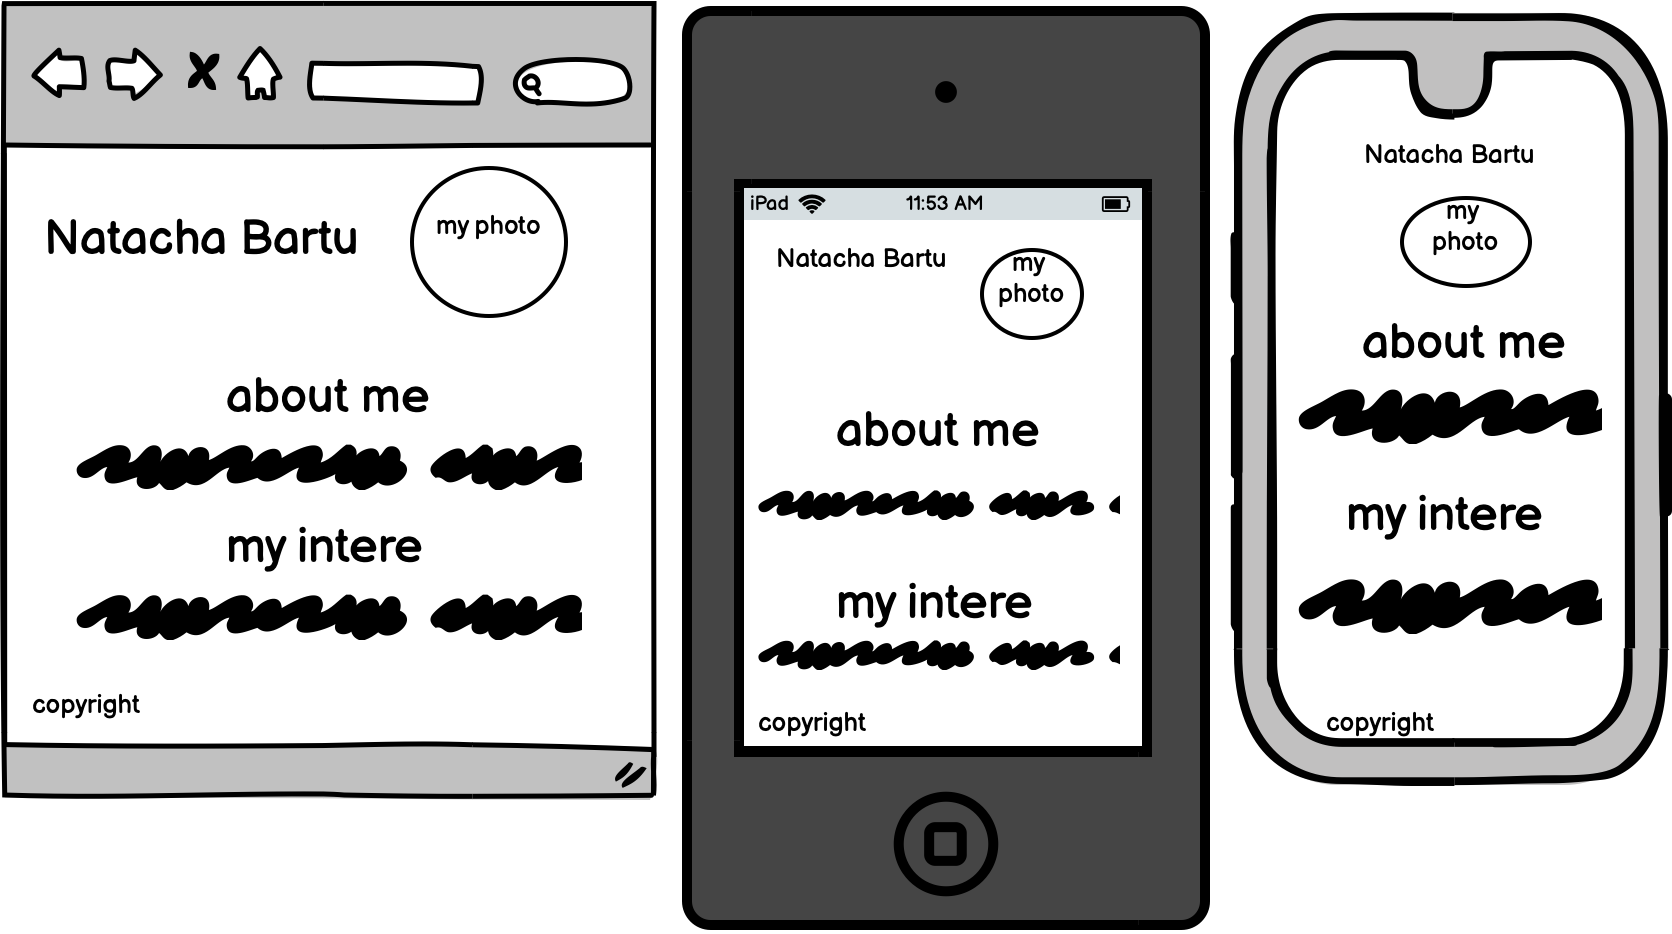 Natacha Bartu
my photo
about me
my intere
copyright
iPad 11:53 AM
Natacha Bartu
my
photo
about me
my intere
copyright
Natacha Bartu
my
photo
about me
my intere
copyright